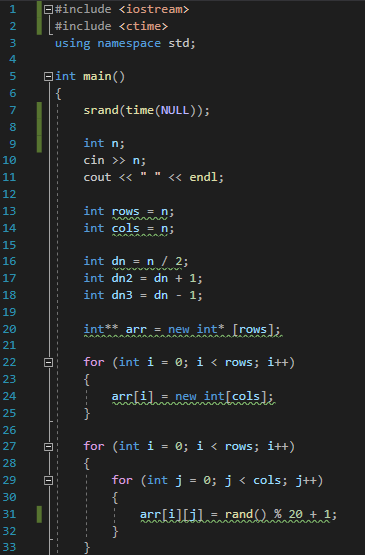 1 #include <iostream>
2 #include <ctime>
3 using namespace std;
4
5 int main()
6 {
7 srand(time(NULL));
8
9 int n;
10 cin >> n;
11 cout << " " << endl;
12
13 int rows = n;
14 int cols = n;
15
16 int dn = n / 2;
17 int dn2 = dn + 1;
18 int dn3 = dn - 1;
19
20 int** arr = new int* [rows];
21
22 for (int i = 0; i < rows; i++)
23 {
24 arr[i] = new int[cols];
25 }
26
27 for (int i = 0; i < rows; i++)
28 {
29 for (int j = 0; j < cols; j++)
30 {
31 arr[i][j] = rand() % 20 + 1;
32 }
33 }